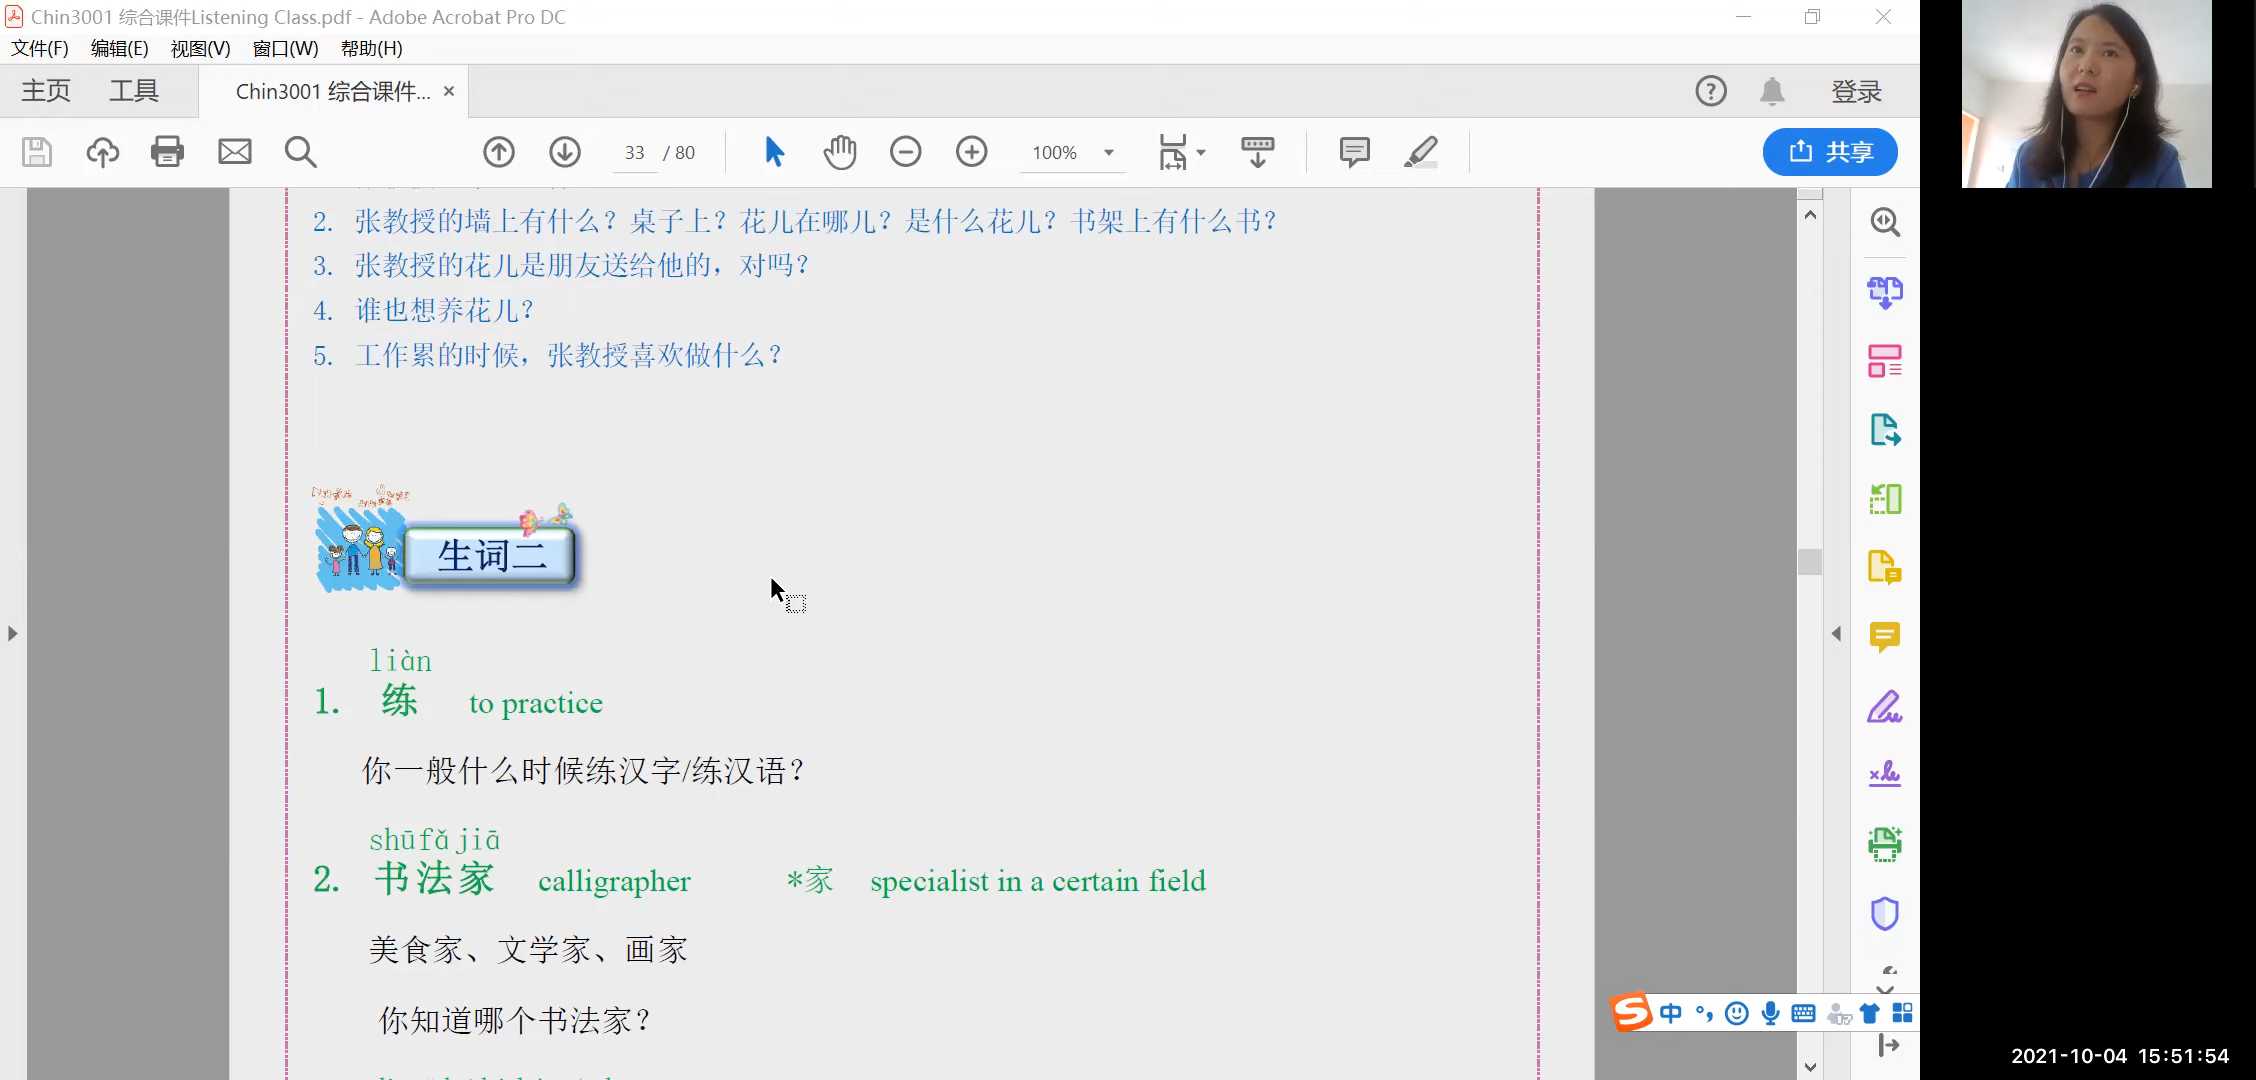 Chin3001 综合课件Listening Class.pdf - Adobe Acrobat Pro DC
文件(F) 编辑(E) 视图(V) 窗口(W) 帮助(H)
主页 工具 Chin3001 综合课件... × 登录
33 / 80 100% 共享
2. 张教授的墙上有什么？桌子上？花儿在哪儿？是什么花儿？书架上有什么书？
3. 张教授的花儿是朋友送给他的，对吗？
4. 谁也想养花儿？
5. 工作累的时候，张教授喜欢做什么？
生词二
liàn
1. 练 to practice
你一般什么时候练汉字/练汉语？
shūfǎjiā
2. 书法家 calligrapher *家 specialist in a certain field
美食家、文学家、画家
你知道哪个书法家？
中
2021-10-04 15:51:54